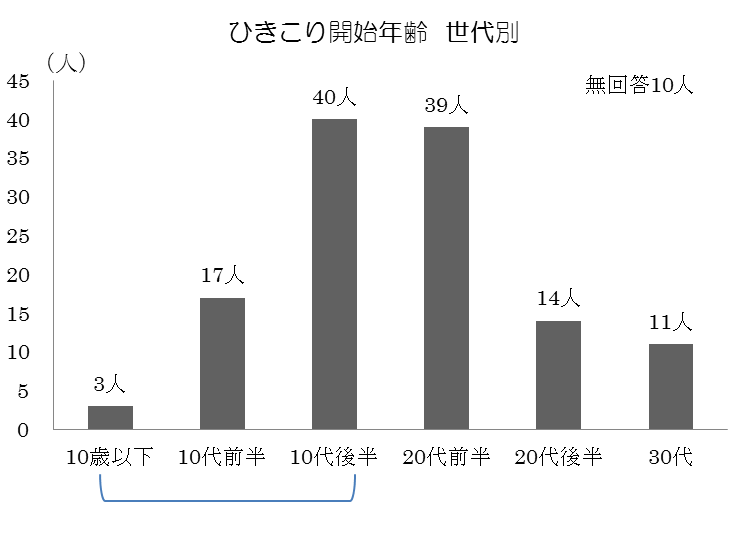 ひきこり開始年齢　世代別
（人）
無回答10人
45
40
35
30
25
20
15
10
5
0
3人
17人
40人
39人
14人
11人
10歳以下
10代前半
10代後半
20代前半
20代後半
30代